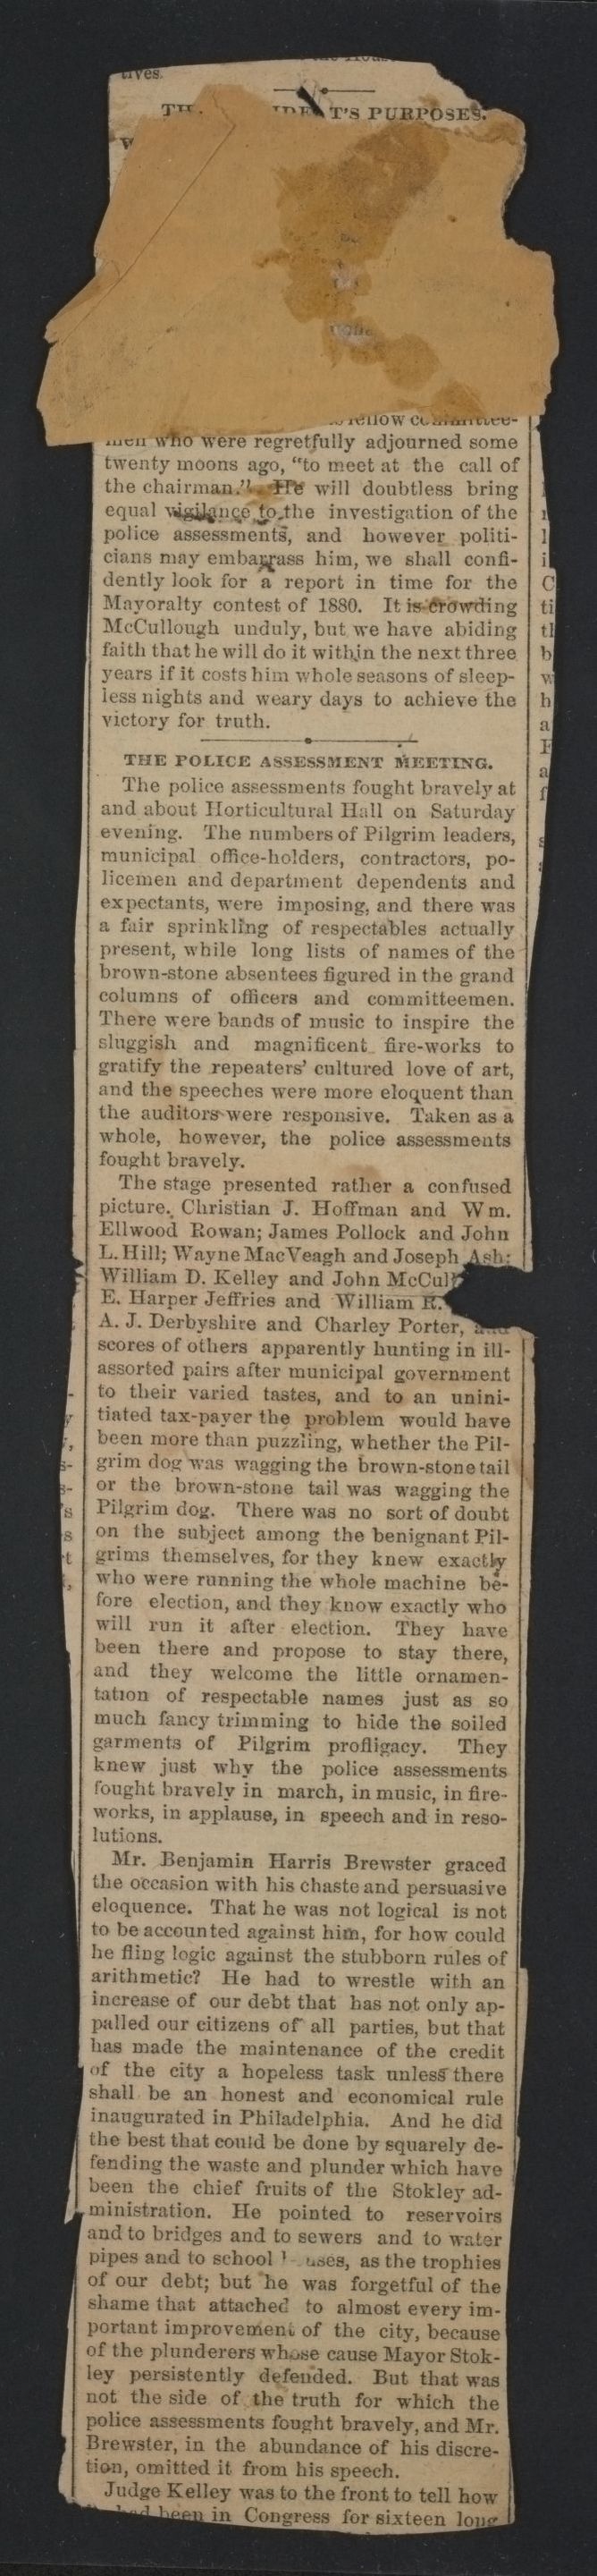 tives.
T'S PURPOSES.
fellow committee-
men who were regretfully adjourned some
twenty moons ago, "to meet at the call of
the chairman." He will doubtless bring
equal vigilance to the investigation of the
police assessments, and however politi-
cians may embarrass him, we shall confi-
dently look for a report in time for the
Mayoralty contest of 1880. It is crowding
McCullough unduly, but we have abiding
faith that he will do it within the next three
years if it costs him whole seasons of sleep-
less nights and weary days to achieve the
victory for truth.
THE POLICE ASSESSMENT MEETING.
The police assessments fought bravely at
and about Horticultural Hall on Saturday
evening. The numbers of Pilgrim leaders,
municipal office-holders, contractors, po-
licemen and department dependents and
expectants, were imposing, and there was
a fair sprinkling of respectables actually
present, while long lists of names of the
brown-stone absentees figured in the grand
columns of officers and committeemen.
There were bands of music to inspire the
sluggish and magnificent fire-works to
gratify the repeaters' cultured love of art,
and the speeches were more eloquent than
the auditors were responsive. Taken as a
whole, however, the police assessments
fought bravely.
The stage presented rather a confused
picture. Christian J. Hoffman and Wm.
Ellwood Rowan; James Pollock and John
L. Hill; Wayne MacVeagh and Joseph Ash;
William D. Kelley and John McCul
E. Harper Jeffries and William R.
A. J. Derbyshire and Charley Porter, and
scores of others apparently hunting in ill-
assorted pairs after municipal government
to their varied tastes, and to an unini-
tiated tax-payer the problem would have
been more than puzzling, whether the Pil-
grim dog was wagging the brown-stone tail
or the brown-stone tail was wagging the
Pilgrim dog. There was no sort of doubt
on the subject among the benignant Pil-
grims themselves, for they knew exactly
who were running the whole machine be-
fore election, and they know exactly who
will run it after election. They have
been there and propose to stay there,
and they welcome the little ornamen-
tation of respectable names just as so
much fancy trimming to hide the soiled
garments of Pilgrim profligacy. They
knew just why the police assessments
fought bravely in march, in music, in fire-
works, in applause, in speech and in reso-
lutions.
Mr. Benjamin Harris Brewster graced
the occasion with his chaste and persuasive
eloquence. That he was not logical is not
to be accounted against him, for how could
he fling logic against the stubborn rules of
arithmetic? He had to wrestle with an
increase of our debt that has not only ap-
palled our citizens of all parties, but that
has made the maintenance of the credit
of the city a hopeless task unless there
shall be an honest and economical rule
inaugurated in Philadelphia. And he did
the best that could be done by squarely de-
fending the waste and plunder which have
been the chief fruits of the Stokley ad-
ministration. He pointed to reservoirs
and to bridges and to sewers and to water
pipes and to school uses, as the trophies
of our debt; but he was forgetful of the
shame that attached to almost every im-
portant improvement of the city, because
of the plunderers whose cause Mayor Stok-
ley persistently defended. But that was
not the side of the truth for which the
police assessments fought bravely, and Mr.
Brewster, in the abundance of his discre-
tion, omitted it from his speech.
Judge Kelley was to the front to tell how
had been in Congress for sixteen long